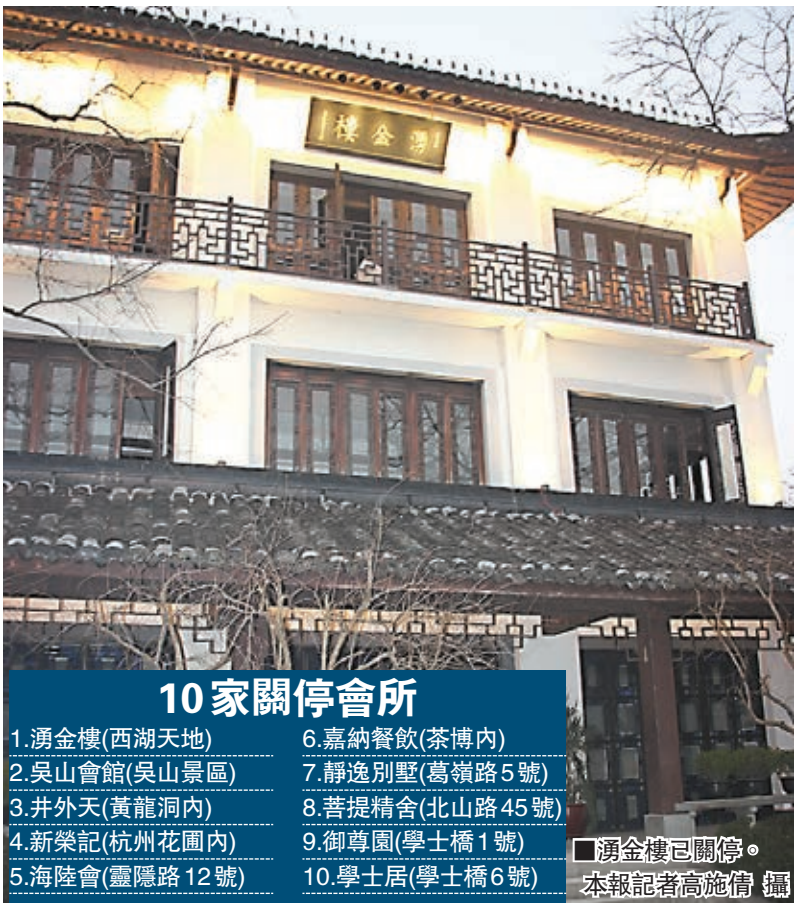 樓金湧
10家關停會所
1.湧金樓(西湖天地)
2.吳山會館(吳山景區)
3.井外天(黃龍洞內)
4.新榮記(杭州花圃內)
5.海陸會(靈隱路12號)
6.嘉納餐飲(茶博內)
7.靜逸別墅(葛嶺路5號)
8.菩提精舍(北山路45號)
9.御尊園(學士橋1號)
10.學士居(學士橋6號)
■湧金樓已關停。
本報記者高施倩 攝